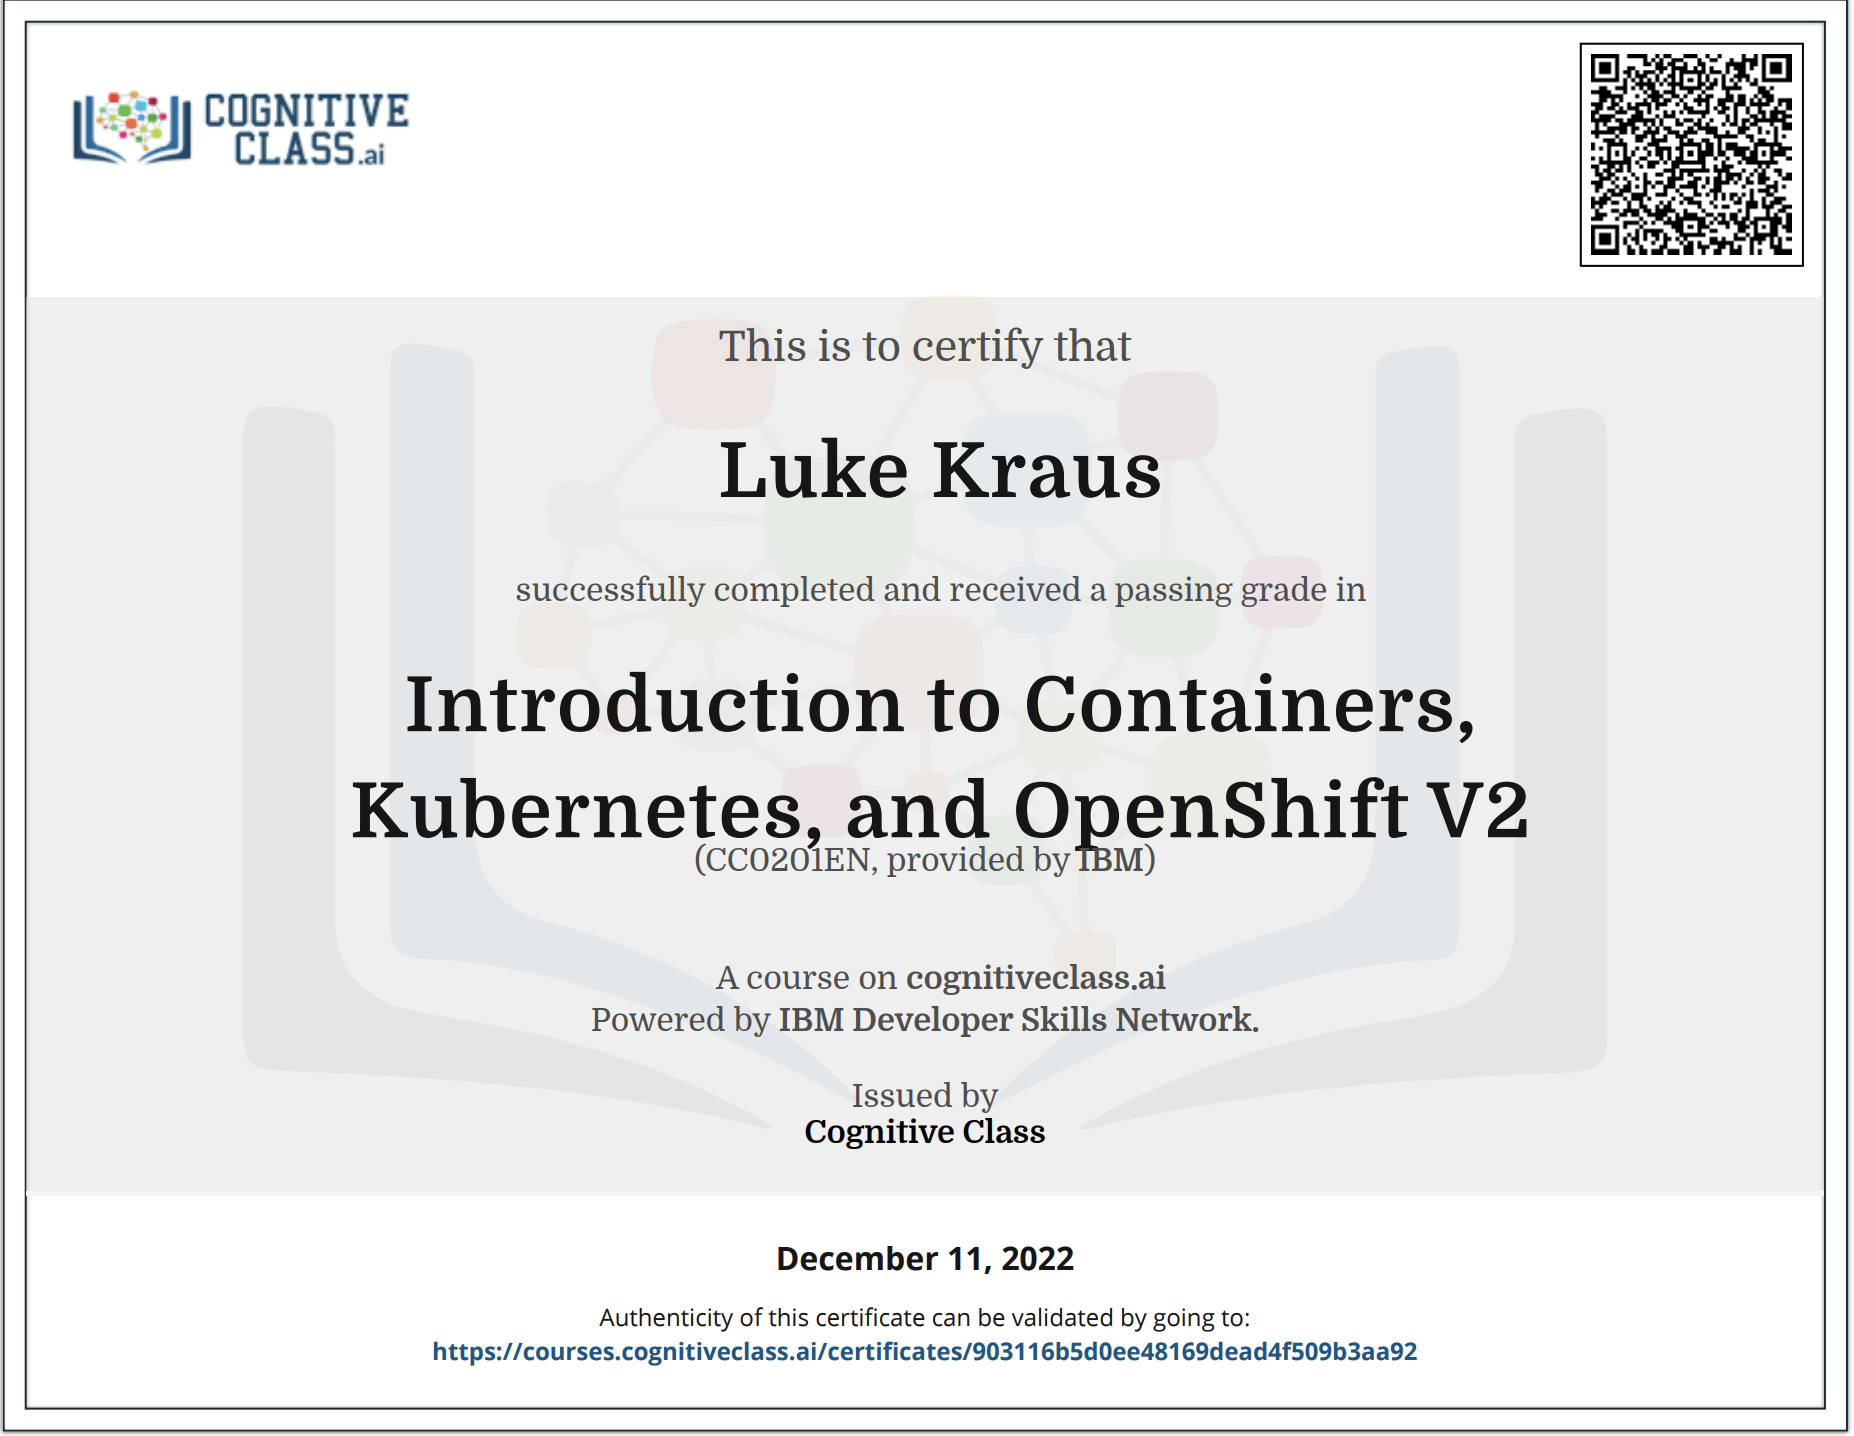 COGNITIVE
CLASS.ai
This is to certify that
Luke Kraus
successfully completed and received a passing grade in
Introduction to Containers,
Kubernetes, and OpenShift V2
(CC0201EN, provided by IBM)
A course on cognitiveclass.ai
Powered by IBM Developer Skills Network.
Issued by
Cognitive Class
December 11, 2022
Authenticity of this certificate can be validated by going to:
https://courses.cognitiveclass.ai/certificates/903116b5d0ee48169dead4f509b3aa92